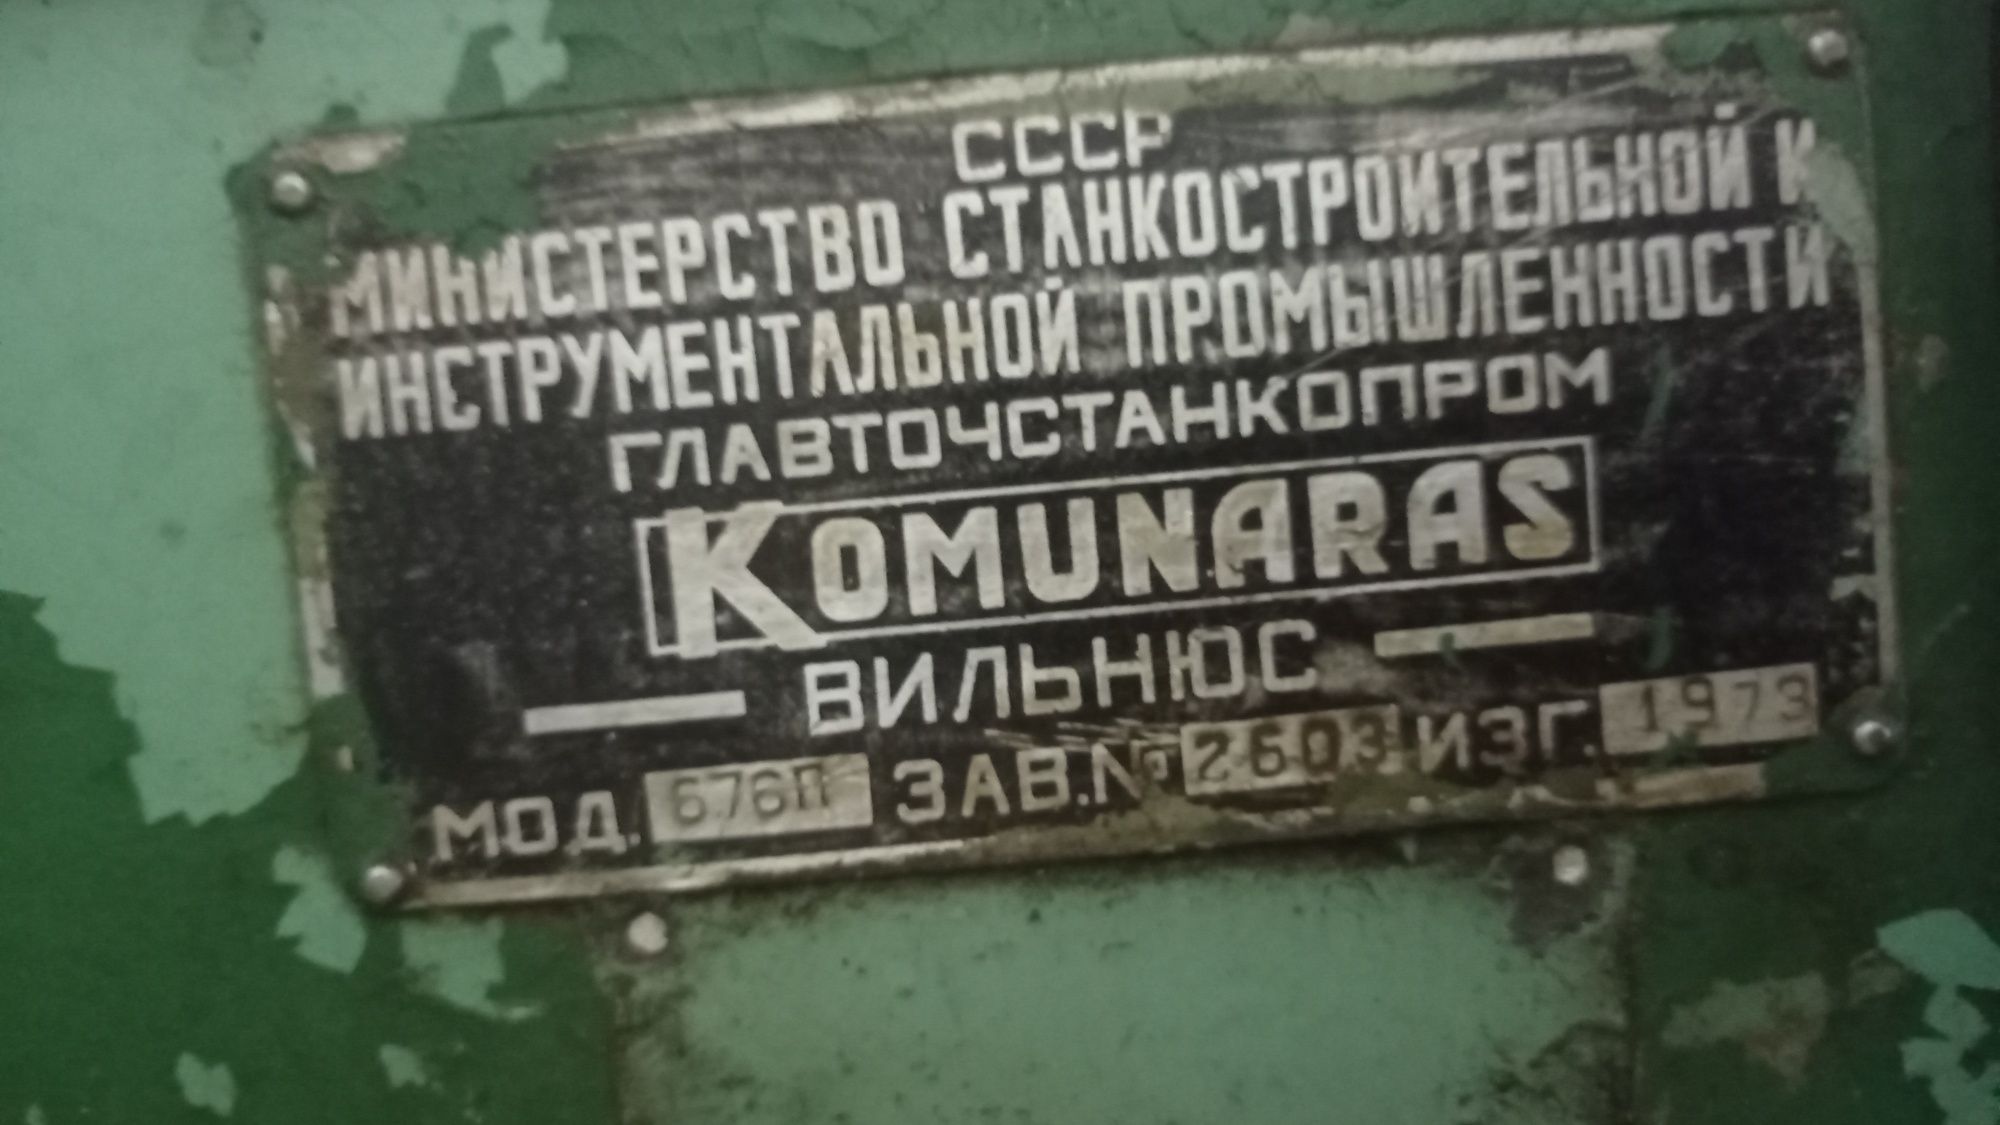 СССР
МИНИСТЕРСТВО СТАНКОСТРОИТЕЛЬНОЙ И
ИНСТРУМЕНТАЛЬНОЙ ПРОМЫШЛЕННОСТИ
ГЛАВТОЧСТАНКОПРОМ
KOMUNARAS
ВИЛЬНЮС
МОД. 676П ЗАВ.№ 2603 ИЗГ. 1973